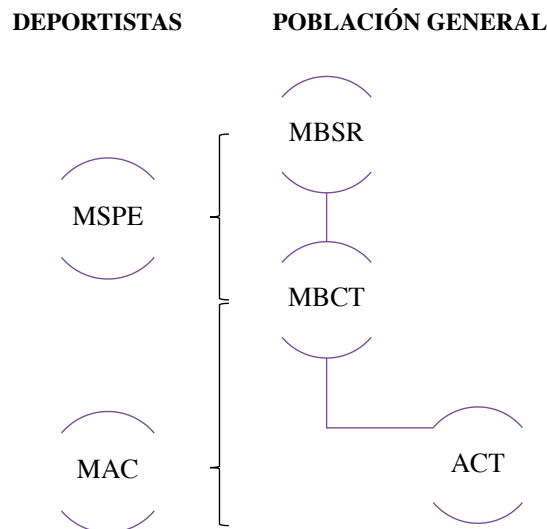 DEPORTISTAS POBLACIÓN GENERAL
MBSR
MSPE
MBCT
MAC ACT